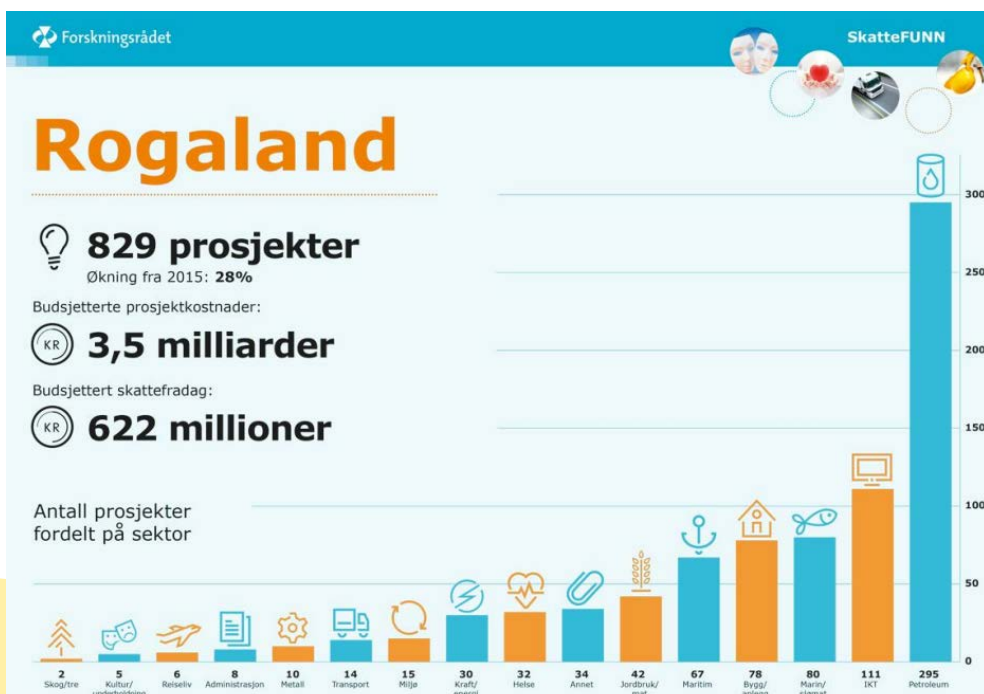 Forskningsrådet
SkatteFUNN
Rogaland
829 prosjekter
Økning fra 2015: 28%
Budsjetterte prosjektkostnader:
KR 3,5 milliarder
Budsjettert skattefradag:
KR 622 millioner
Antall prosjekter
fordelt på sektor
300
250
200
150
100
50
0
2 5 6 8 10 14 15 30 32 34 42 67 78 80 111 295
Skog/tre Kultur/ Reiseliv Administrasjon Metall Transport Miljø Kraft/ Helse Annet Jordbruk/ Maritim Bygg/ Marin/ IKT Petroleum